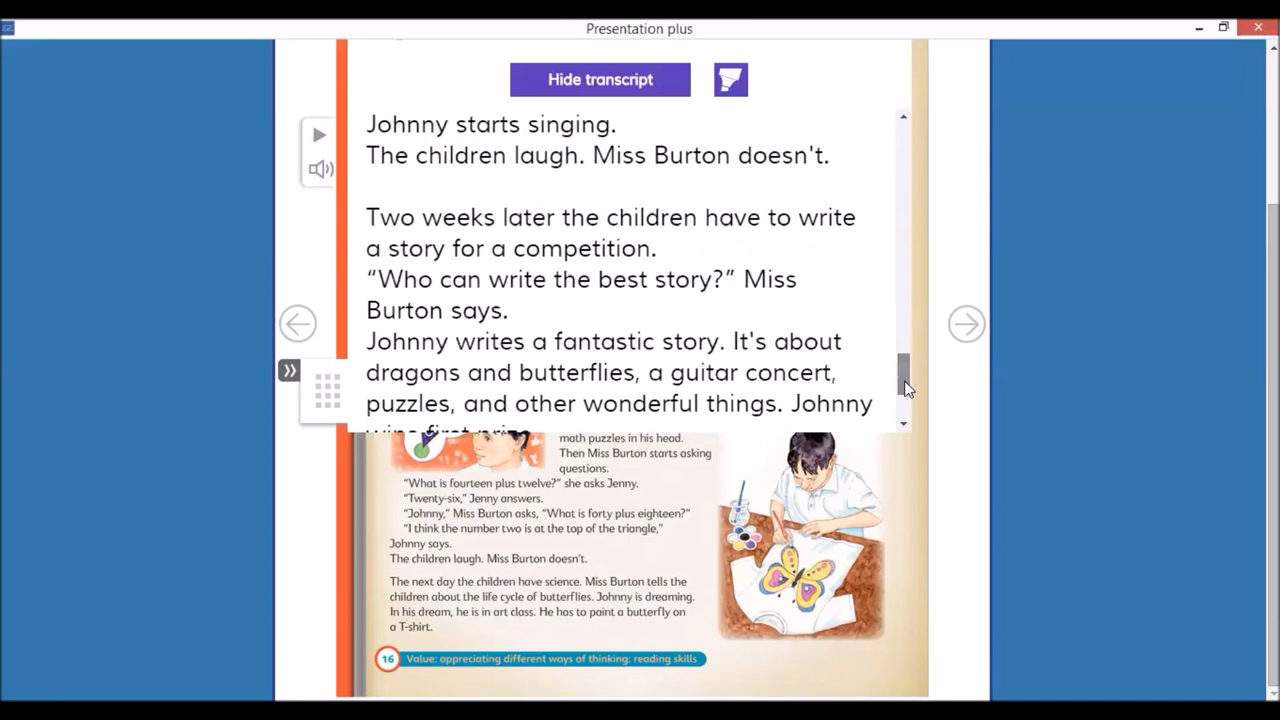 Presentation plus
Hide transcript
Johnny starts singing.
The children laugh. Miss Burton doesn't.
Two weeks later the children have to write
a story for a competition.
“Who can write the best story?” Miss
Burton says.
Johnny writes a fantastic story. It's about
dragons and butterflies, a guitar concert,
puzzles, and other wonderful things. Johnny
wins first prize
math puzzles in his head.
Then Miss Burton starts asking
questions.
“What is fourteen plus twelve?” she asks Jenny.
“Twenty-six,” Jenny answers.
“Johnny,” Miss Burton asks, “What is forty plus eighteen?”
“I think the number two is at the top of the triangle,”
Johnny says.
The children laugh. Miss Burton doesn't.
The next day the children have science. Miss Burton tells the
children about the life cycle of butterflies. Johnny is dreaming.
In his dream, he is in art class. He has to paint a butterfly on
a T-shirt.
16 Value: appreciating different ways of thinking; reading skills